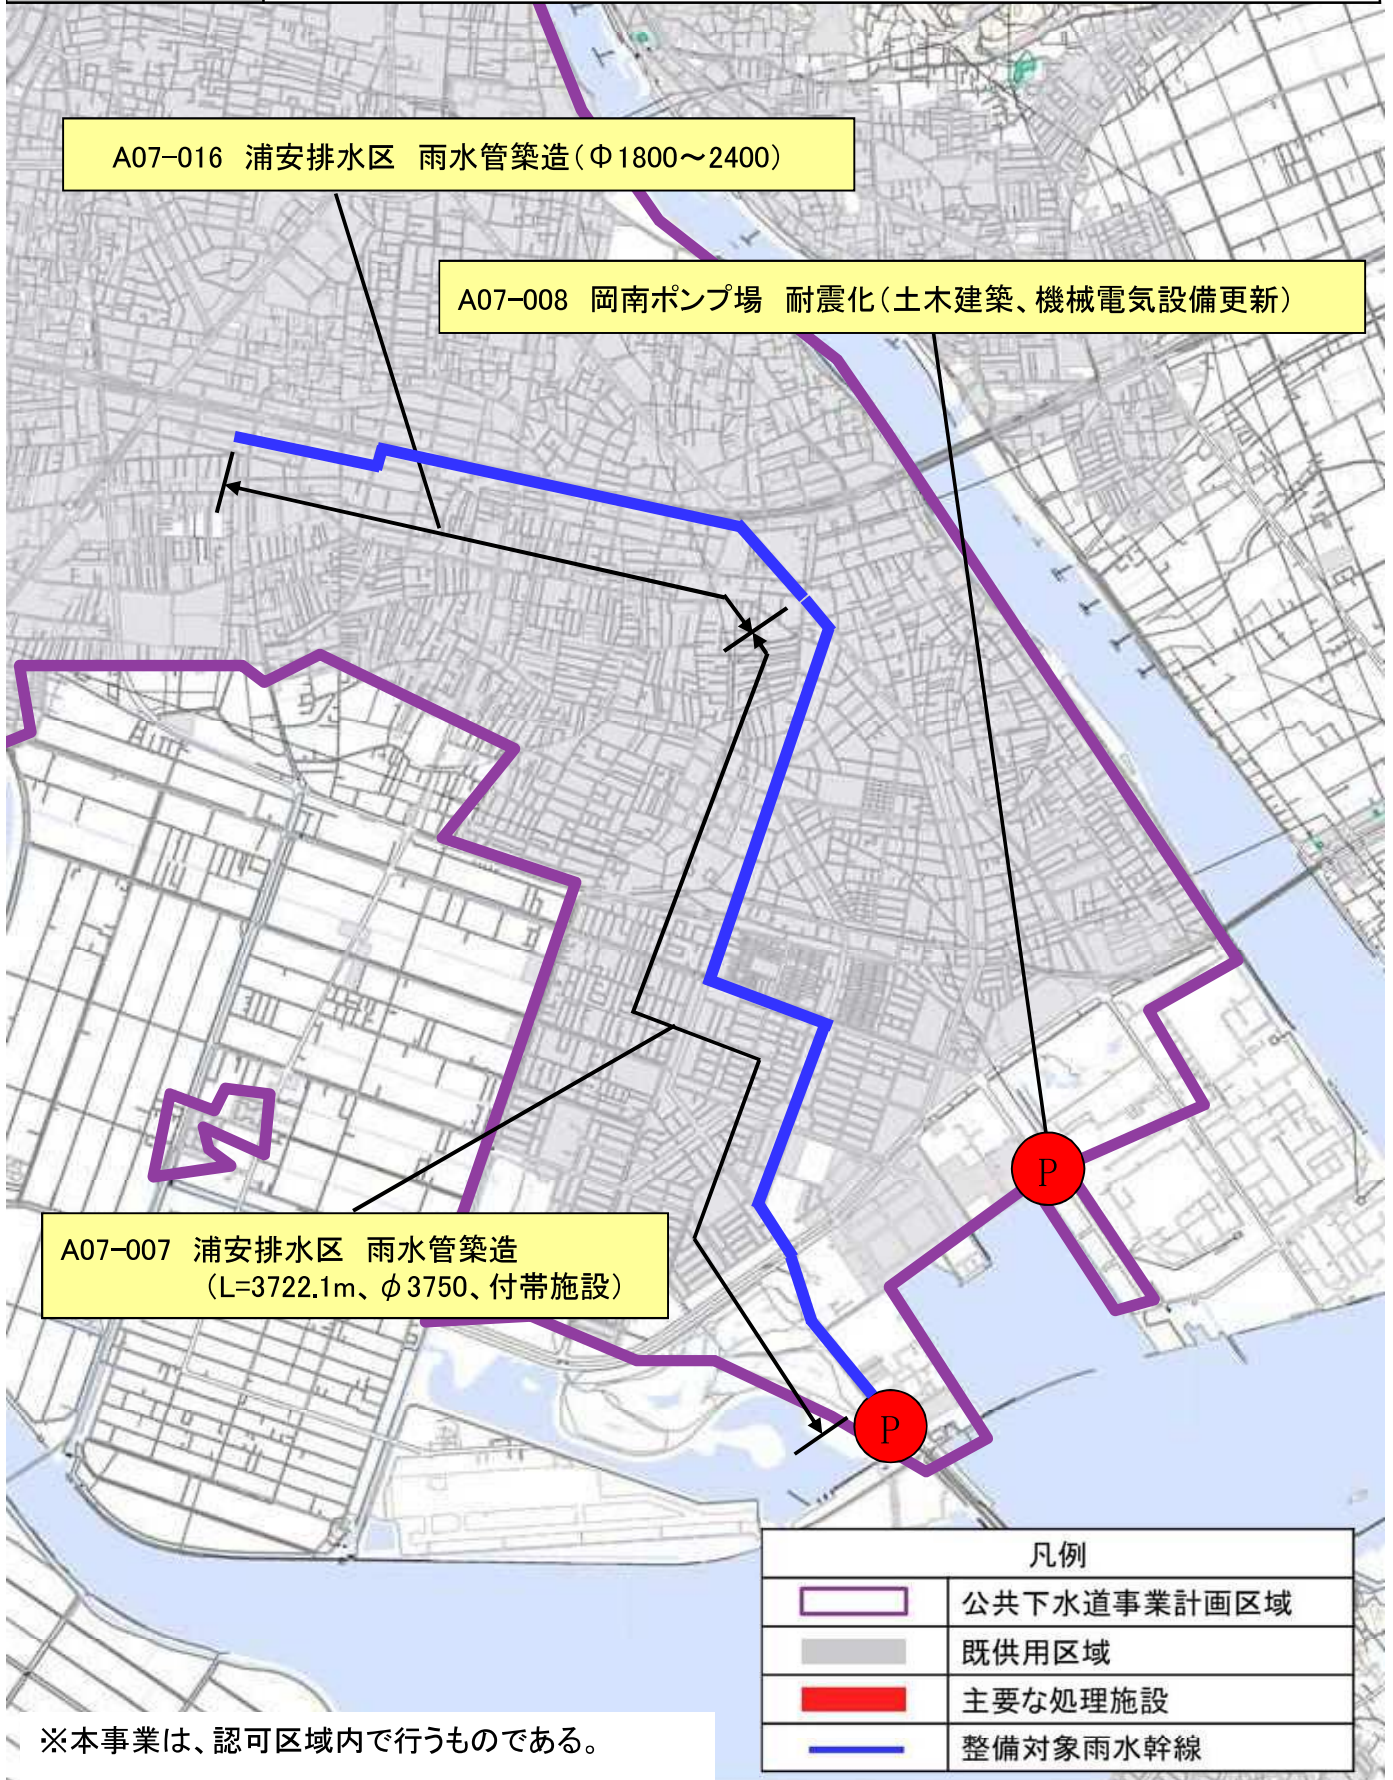 A07-016 浦安排水区 雨水管築造(Φ1800～2400)
A07-008 岡南ポンプ場 耐震化(土木建築、機械電気設備更新)
P
A07-007 浦安排水区 雨水管築造
(L=3722.1m、φ3750、付帯施設)
P
凡例
公共下水道事業計画区域
既供用区域
主要な処理施設
整備対象雨水幹線
※本事業は、認可区域内で行うものである。